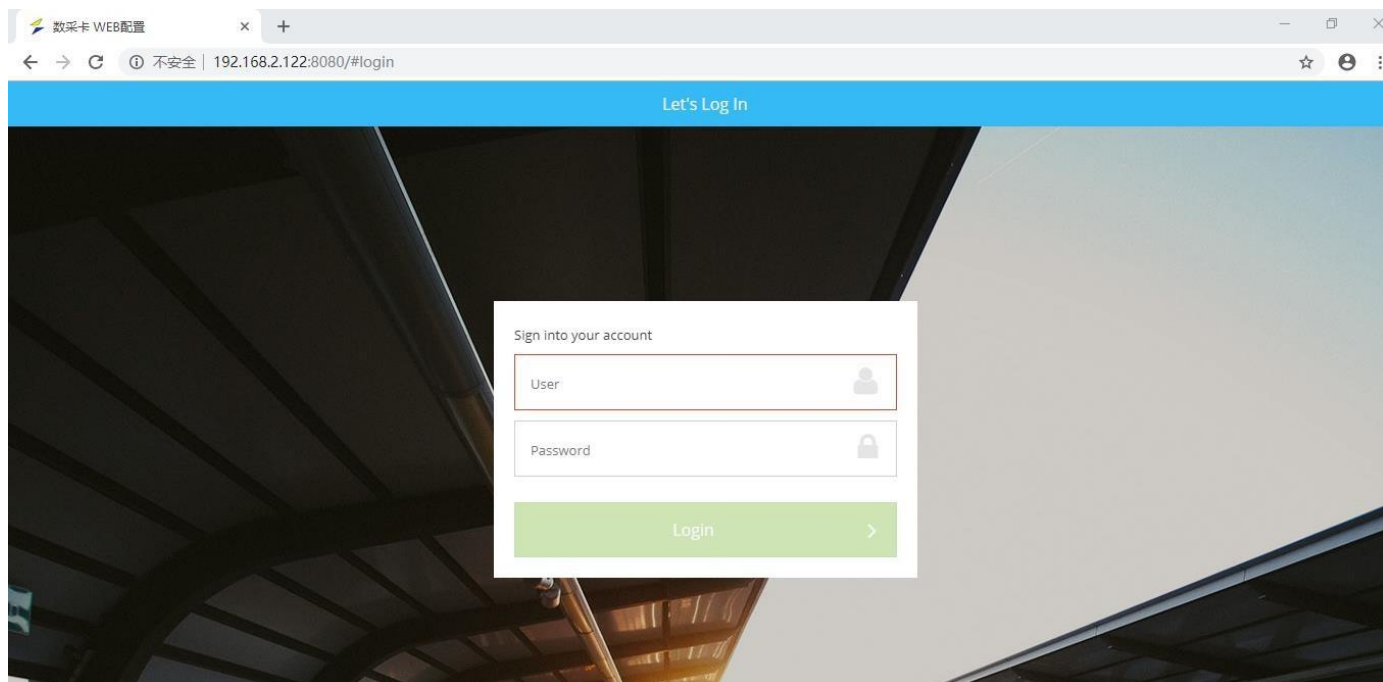 数采卡 WEB配置
不安全 | 192.168.2.122:8080/#login
Let's Log In
Sign into your account
User
Password
Login